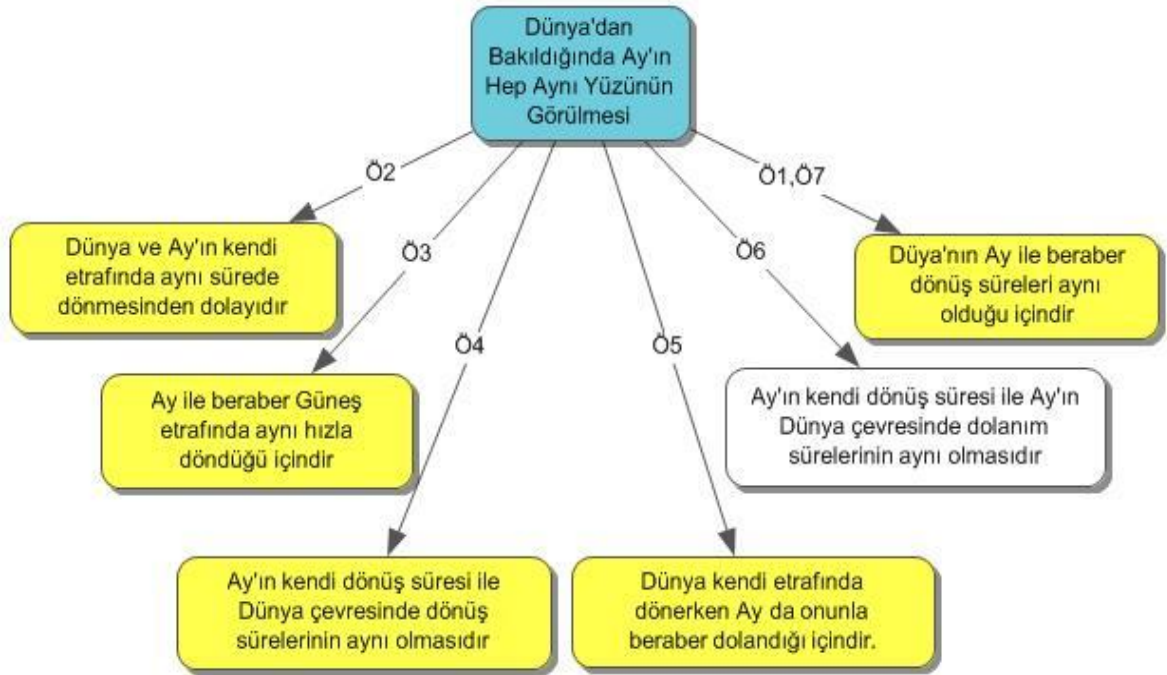 Dünya'dan
Bakıldığında Ay'ın
Hep Aynı Yüzünün
Görülmesi
Ö2
Ö1,Ö7
Ö3
Ö6
Dünya ve Ay'ın kendi
etrafında aynı sürede
dönmesinden dolayıdır
Düya'nın Ay ile beraber
dönüş süreleri aynı
olduğu içindir
Ö4
Ö5
Ay ile beraber Güneş
etrafında aynı hızla
döndüğü içindir
Ay'ın kendi dönüş süresi ile Ay'ın
Dünya çevresinde dolanım
sürelerinin aynı olmasıdır
Ay'ın kendi dönüş süresi ile
Dünya çevresinde dönüş
sürelerinin aynı olmasıdır
Dünya kendi etrafında
dönerken Ay da onunla
beraber dolandığı içindir.